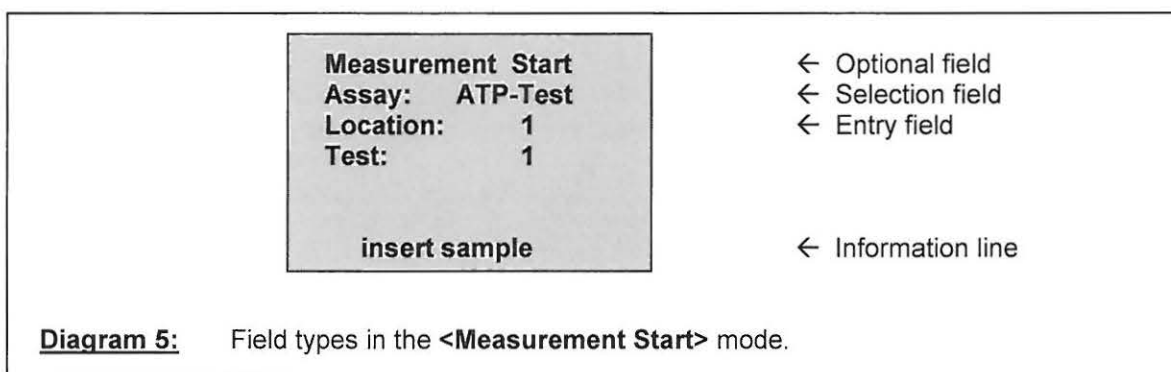 Measurement Start ← Optional field
Assay: ATP-Test ← Selection field
Location: 1 ← Entry field
Test: 1
insert sample ← Information line
Diagram 5: Field types in the <Measurement Start> mode.